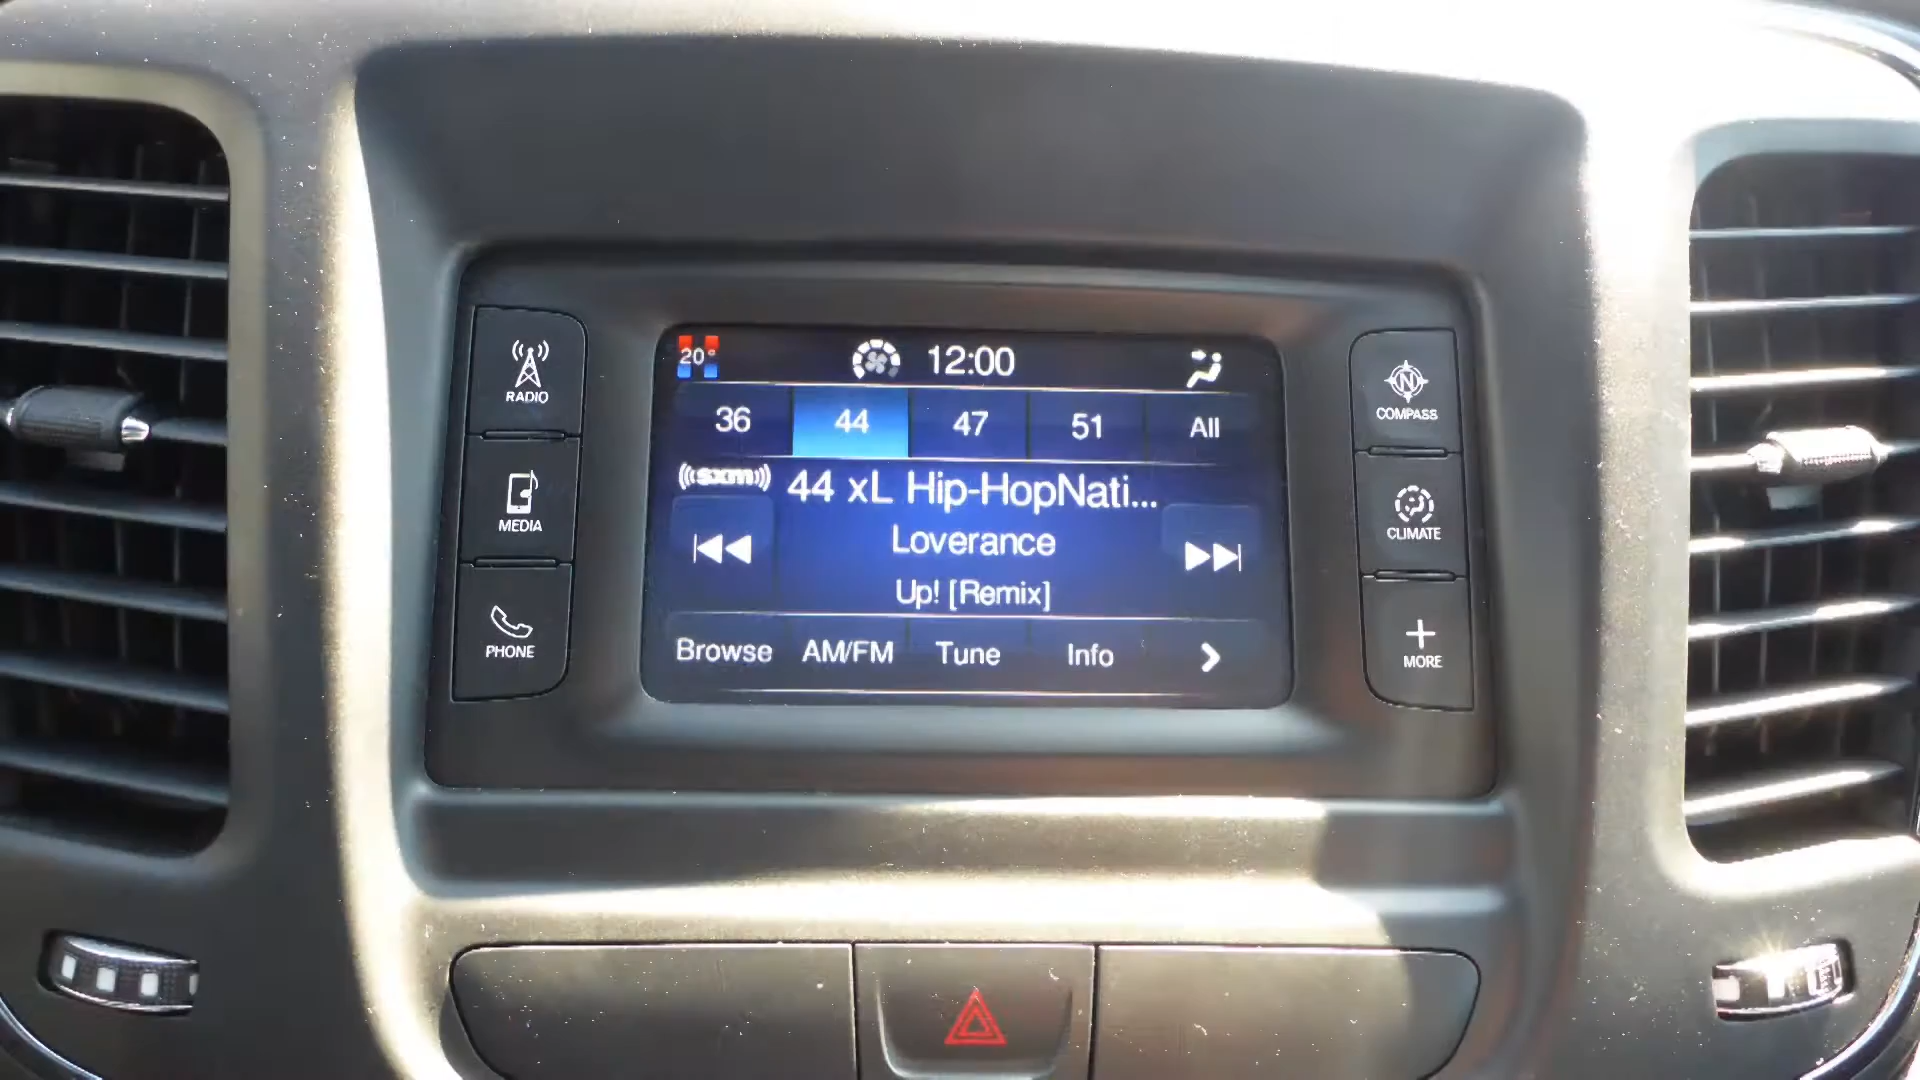 20° 12:00
36 44 47 51 All
RADIO
COMPASS
sxm 44 xL Hip-HopNati...
MEDIA
Loverance
CLIMATE
Up! [Remix]
PHONE
Browse AM/FM Tune Info
MORE